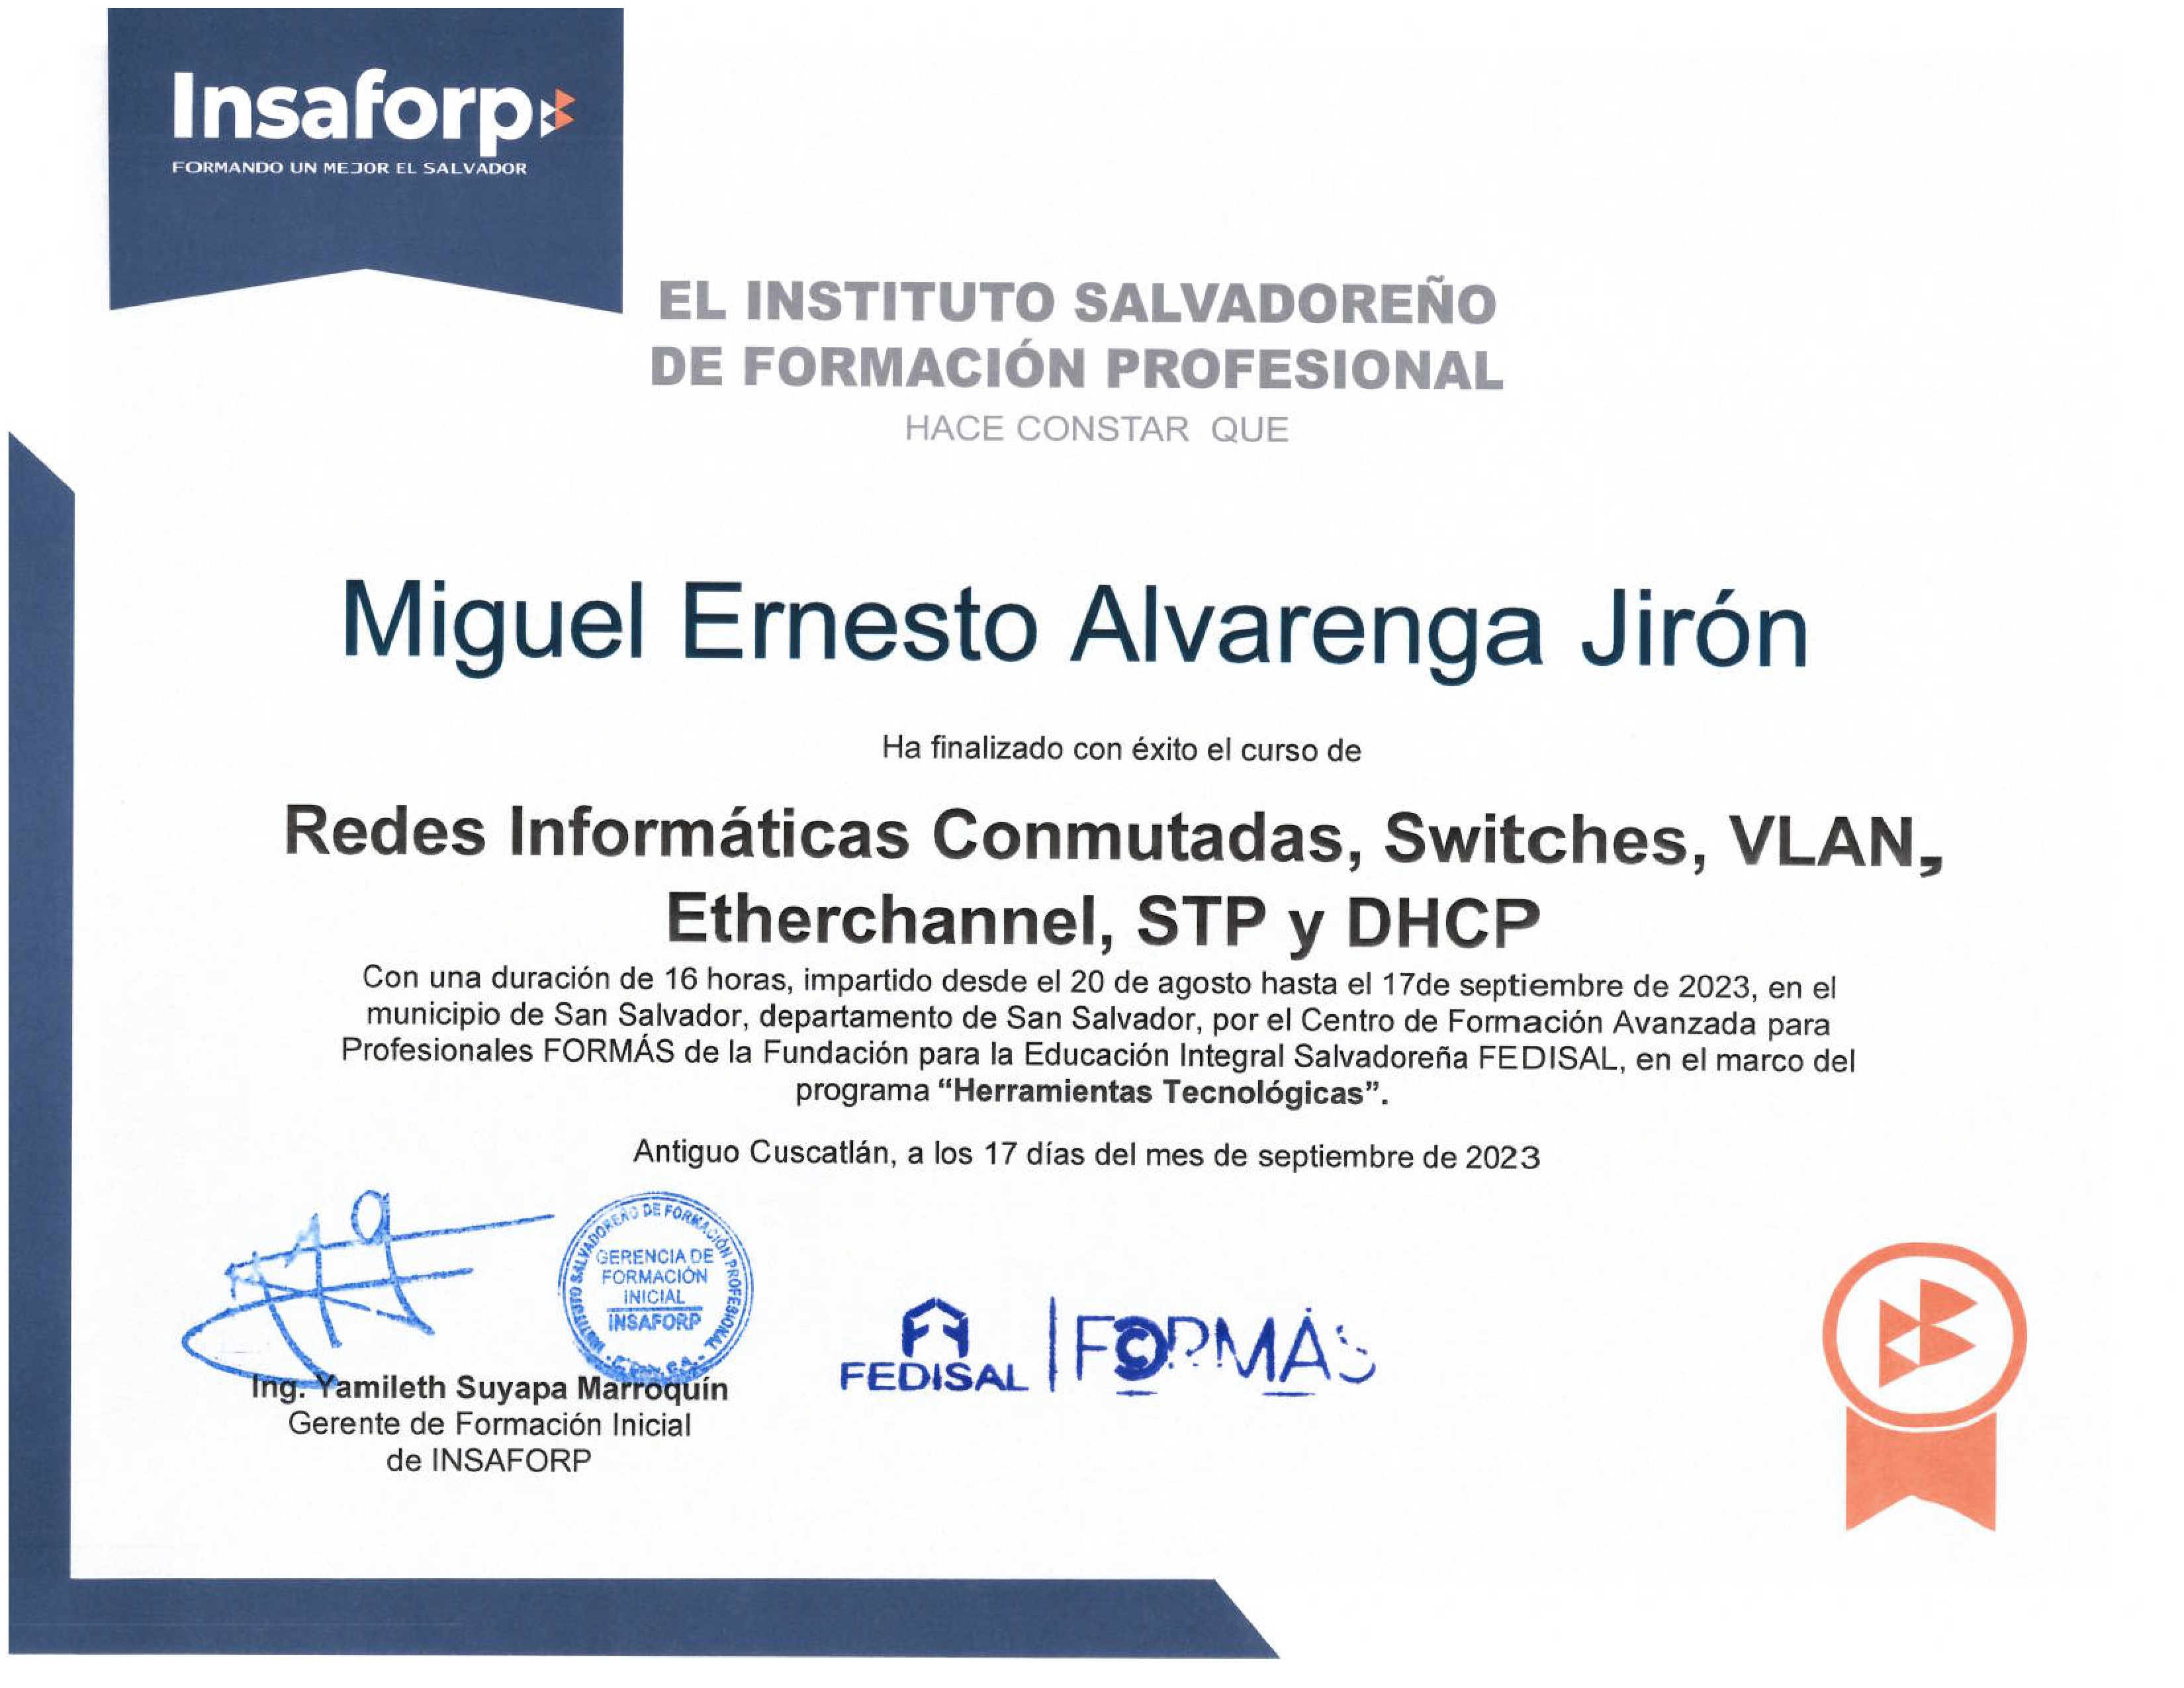 Insaforp
FORMANDO UN MEJOR EL SALVADOR
EL INSTITUTO SALVADOREÑO
DE FORMACIÓN PROFESIONAL
HACE CONSTAR QUE
Miguel Ernesto Alvarenga Jirón
Ha finalizado con éxito el curso de
Redes Informáticas Conmutadas, Switches, VLAN,
Etherchannel, STP y DHCP
Con una duración de 16 horas, impartido desde el 20 de agosto hasta el 17de septiembre de 2023, en el
municipio de San Salvador, departamento de San Salvador, por el Centro de Formación Avanzada para
Profesionales FORMÁS de la Fundación para la Educación Integral Salvadoreña FEDISAL, en el marco del
programa “Herramientas Tecnológicas”.
Antiguo Cuscatlán, a los 17 días del mes de septiembre de 2023
INSTITUTO SALVADOREÑO DE FORMACIÓN PROFESIONAL
GERENCIA DE
FORMACIÓN
INICIAL
INSAFORP
FEDISAL
FORMÁS
Ing. Yamileth Suyapa Marroquín
Gerente de Formación Inicial
de INSAFORP